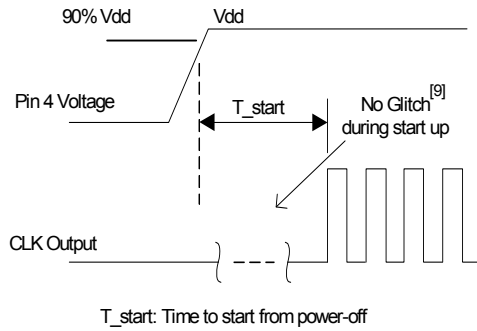 90% Vdd
Vdd
Pin 4 Voltage
T_start
No Glitch[9]
during start up
CLK Output
T_start: Time to start from power-off